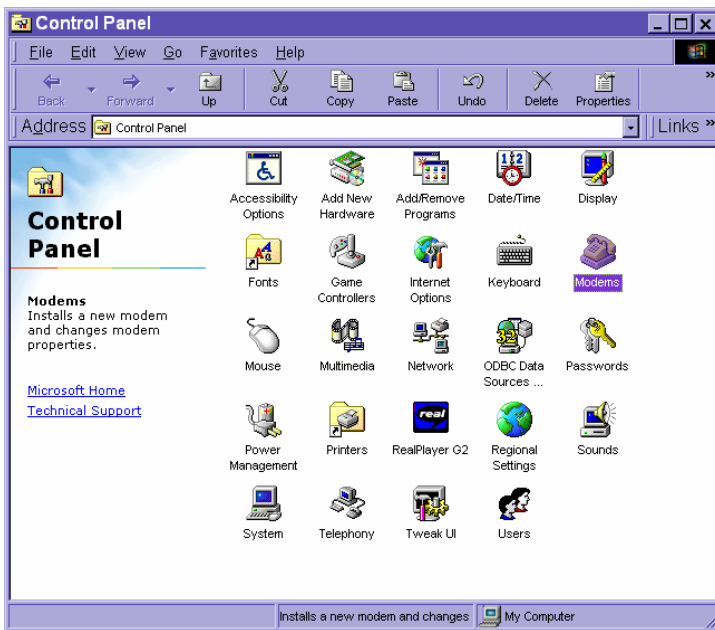 Control Panel
File Edit View Go Favorites Help
Back Forward Up Cut Copy Paste Undo Delete Properties »
Address Control Panel Links »
Control
Panel
Modems
Installs a new modem
and changes modem
properties.
Microsoft Home
Technical Support
Accessibility Options
Add New Hardware
Add/Remove Programs
Date/Time
Display
Fonts
Game Controllers
Internet Options
Keyboard
Modems
Mouse
Multimedia
Network
ODBC Data Sources ...
Passwords
Power Management
Printers
real
RealPlayer G2
Regional Settings
Sounds
System
Telephony
Tweak UI
Users
Installs a new modem and changes My Computer